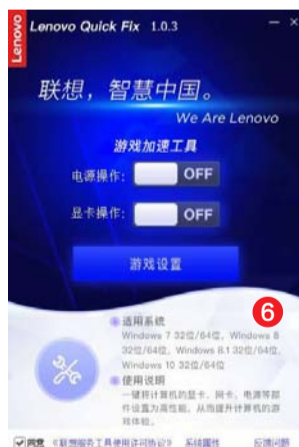 Lenovo
Lenovo Quick Fix 1.0.3
联想，智慧中国。
We Are Lenovo
游戏加速工具
电源操作： OFF
显卡操作： OFF
游戏设置
6
适用系统
Windows 7 32位/64位、Windows 8
32位/64位、Windows 8.1 32位/64位、
Windows 10 32位/64位
使用说明
一键将计算机的显卡、网卡、电源等部
件设置为高性能，从而提升计算机的游
戏体验。
同意 《联想服务工具使用许可协议》 系统属性 反馈问题